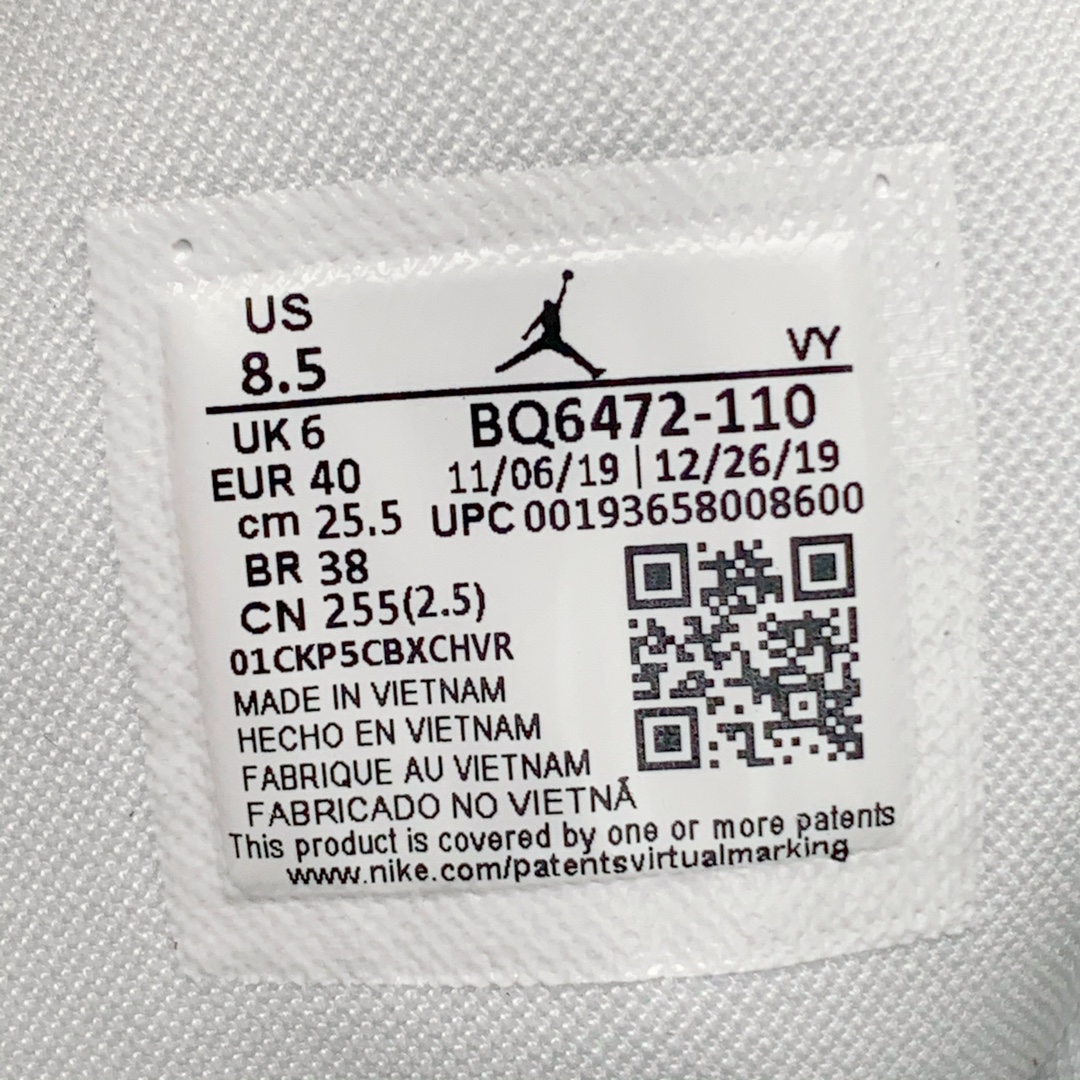 US
8.5
VY
UK 6
BQ6472-110
EUR 40
11/06/19 | 12/26/19
cm 25.5
UPC 00193658008600
BR 38
CN 255(2.5)
01CKP5CBXCHVR
MADE IN VIETNAM
HECHO EN VIETNAM
FABRIQUE AU VIETNAM
FABRICADO NO VIETNÃ
This product is covered by one or more patents
www.nike.com/patentsvirtualmarking